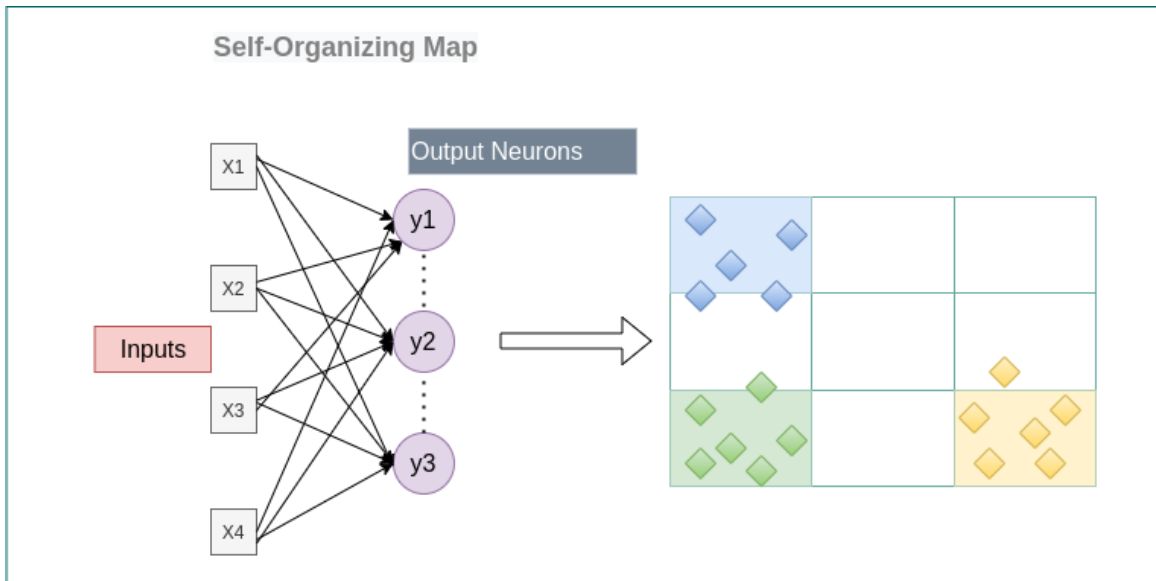 Self-Organizing Map
Output Neurons
X1
y1
X2
y2
Inputs
X3
y3
X4